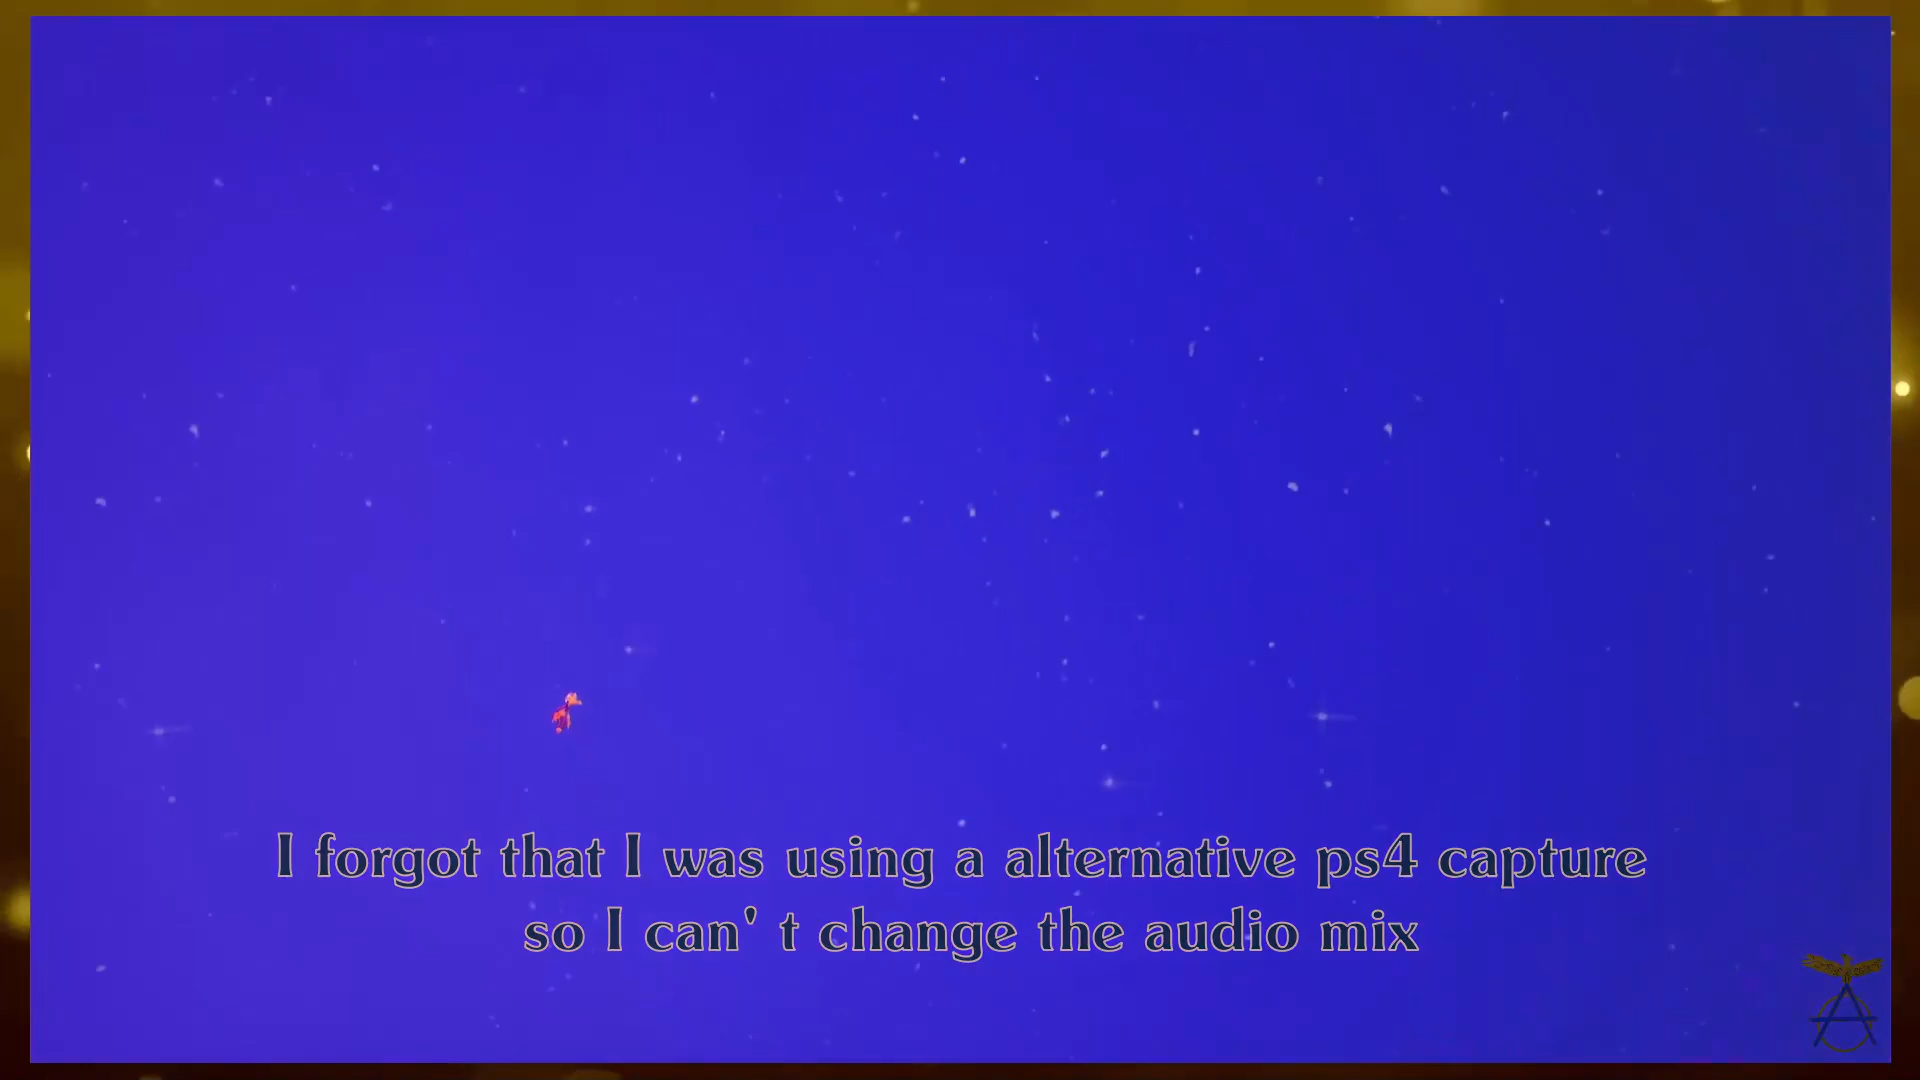 I forgot that I was using a alternative ps4 capture
so I can' t change the audio mix